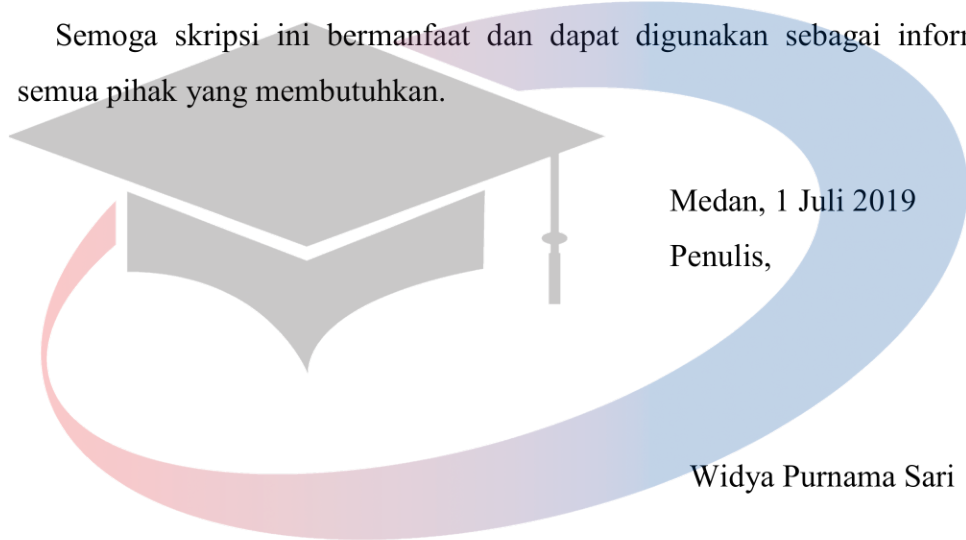 Semoga skripsi ini bermanfaat dan dapat digunakan sebagai
semua pihak yang membutuhkan.
Medan, 1 Juli 2019
Penulis,
Widya Purnama Sari